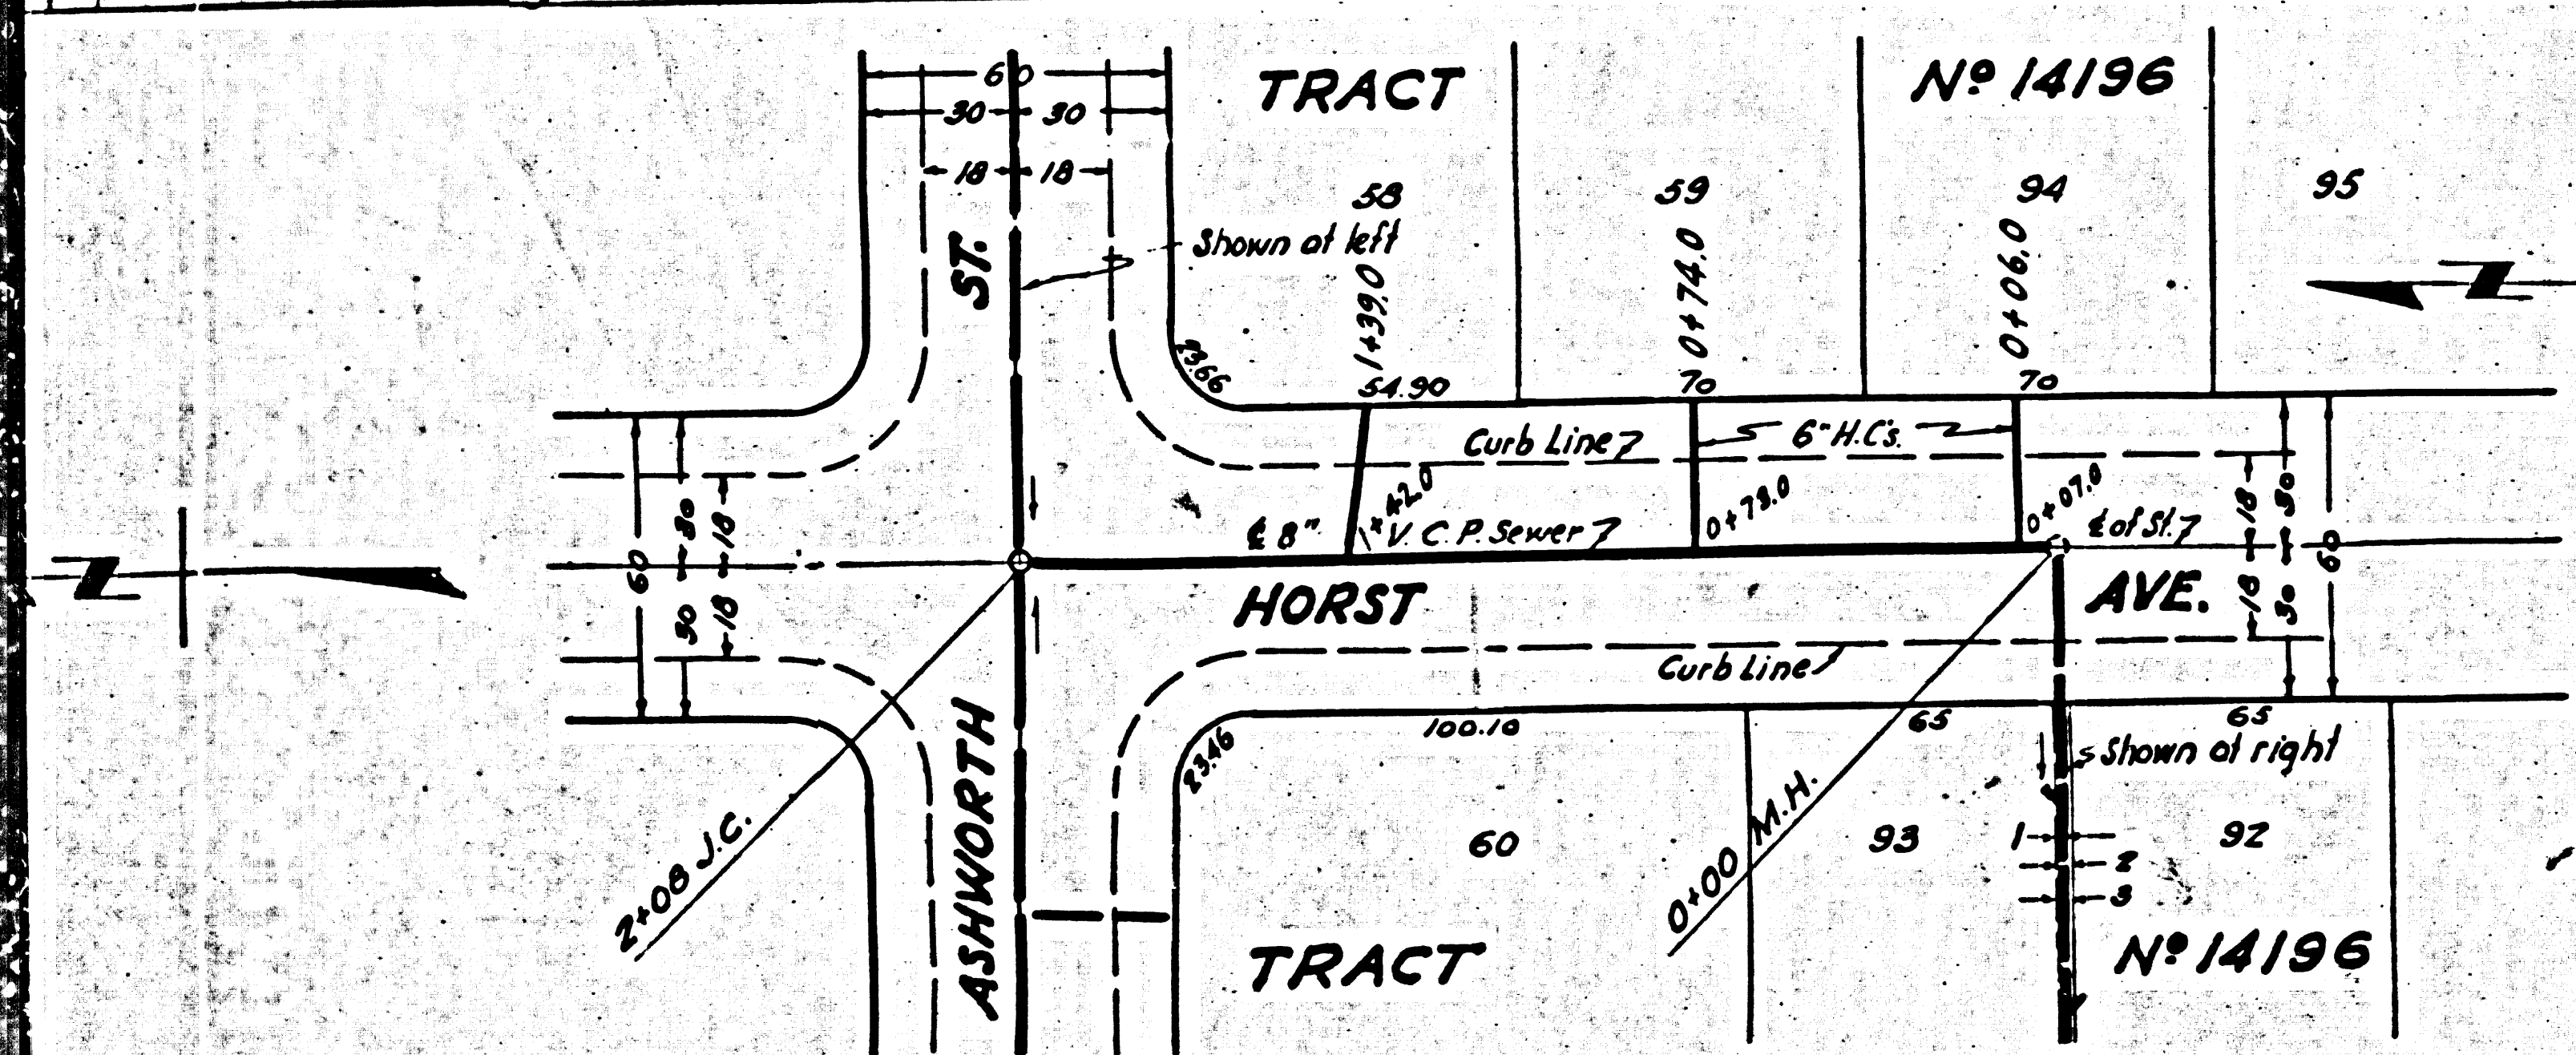 60
30 30
18 18
TRACT
Nº 14196
58
59
94
95
Shown at left
ST.
1+39.0
0+74.0
0+06.0
23.66
54.90
70
70
Curb Line
6" H.C's.
1+42.0
0+73.0
0+07.0
℄ 8" V. C. P. Sewer
℄ of St.
60
30
18
30
18
18
30
60
18
30
HORST
AVE.
Curb Line
100.10
65
65
23.46
Shown at right
ASHWORTH
2+08 J.C.
0+00 M.H.
60
93
92
1
2
3
TRACT
Nº 14196